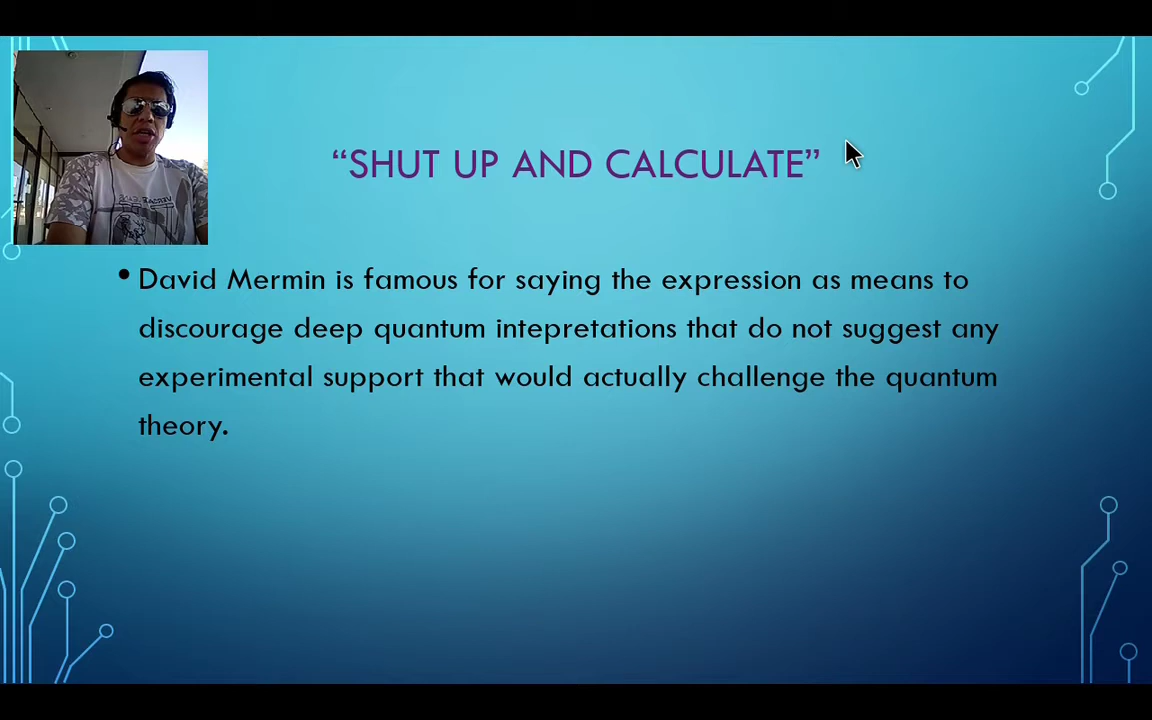 “SHUT UP AND CALCULATE”
• David Mermin is famous for saying the expression as means to
discourage deep quantum intepretations that do not suggest any
experimental support that would actually challenge the quantum
theory.